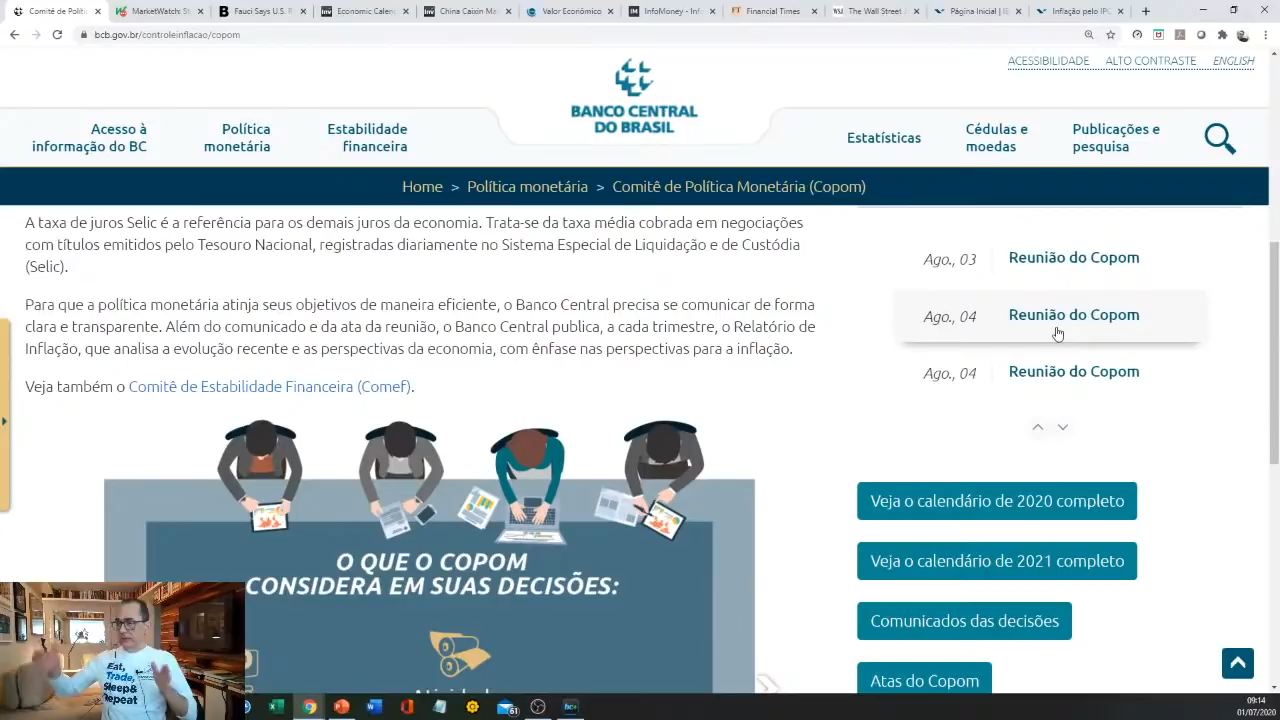 Comitê de Polític
MarketWatch: St
Fauci Says U.S. R
Economic Calen
China Caixin Ma
Valor Econômico
InfoMoney - Inf
Financial Times
The Wall Street
Página Inicial | IE
Inflação pelo IPC
bcb.gov.br/controleinflacao/copom
ACESSIBILIDADE ALTO CONTRASTE ENGLISH
BANCO CENTRAL
DO BRASIL
Acesso à
informação do BC
Política
monetária
Estabilidade
financeira
Estatísticas
Cédulas e
moedas
Publicações e
pesquisa
Home > Política monetária > Comitê de Política Monetária (Copom)
A taxa de juros Selic é a referência para os demais juros da economia. Trata-se da taxa média cobrada em negociações
com títulos emitidos pelo Tesouro Nacional, registradas diariamente no Sistema Especial de Liquidação e de Custódia
(Selic).
Para que a política monetária atinja seus objetivos de maneira eficiente, o Banco Central precisa se comunicar de forma
clara e transparente. Além do comunicado e da ata da reunião, o Banco Central publica, a cada trimestre, o Relatório de
Inflação, que analisa a evolução recente e as perspectivas da economia, com ênfase nas perspectivas para a inflação.
Veja também o Comitê de Estabilidade Financeira (Comef).
O QUE O COPOM
CONSIDERA EM SUAS DECISÕES:
Ago., 03 Reunião do Copom
Ago., 04 Reunião do Copom
Ago., 04 Reunião do Copom
Veja o calendário de 2020 completo
Veja o calendário de 2021 completo
Comunicados das decisões
Atas do Copom
Eat,
Trade,
Sleep&
Repeat
61
09:14
01/07/2020